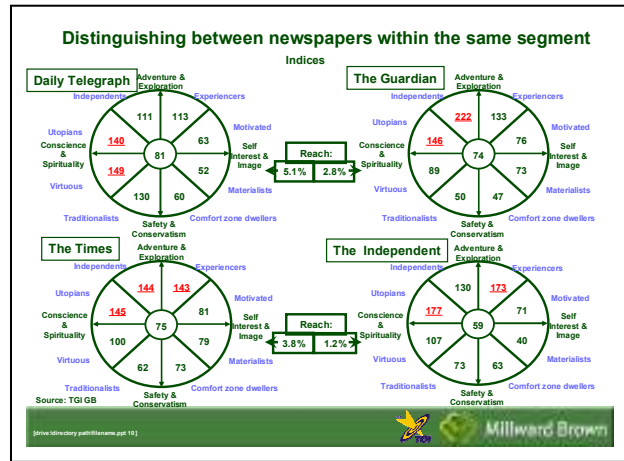 Distinguishing between newspapers within the same segment
Indices
Daily Telegraph
Adventure &
Exploration
Independents
Experiencers
Utopians
Motivated
Conscience
&
Spirituality
Self
Interest & Image
Virtuous
Materialists
Traditionalists
Safety &
Conservatism
Comfort zone dwellers
111
113
140
63
81
149
52
130
60
Reach:
5.1%
2.8%
The Guardian
Adventure &
Exploration
Independents
Experiencers
Utopians
Motivated
Conscience
&
Spirituality
Self
Interest & Image
Virtuous
Materialists
Traditionalists
Safety &
Conservatism
Comfort zone dwellers
222
133
146
76
74
89
73
50
47
The Times
Adventure &
Exploration
Independents
Experiencers
Utopians
Motivated
Conscience
&
Spirituality
Self
Interest & Image
Virtuous
Materialists
Traditionalists
Safety &
Conservatism
Comfort zone dwellers
144
143
145
81
75
100
79
62
73
Reach:
3.8%
1.2%
The Independent
Adventure &
Exploration
Independents
Experiencers
Utopians
Motivated
Conscience
&
Spirituality
Self
Interest & Image
Virtuous
Materialists
Traditionalists
Safety &
Conservatism
Comfort zone dwellers
130
173
177
71
59
107
40
73
63
Source: TGI GB
[drive:\directory path\filename.ppt 10 ]
TGI
Millward Brown